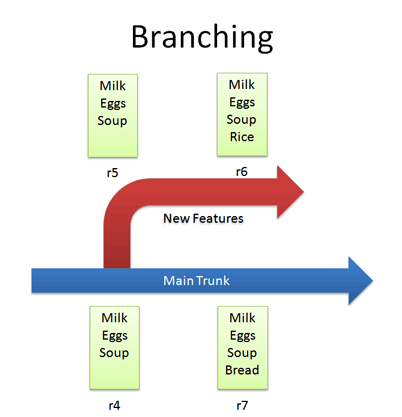 Branching
Milk
Eggs
Soup
r5
Milk
Eggs
Soup
Rice
r6
New Features
Main Trunk
Milk
Eggs
Soup
r4
Milk
Eggs
Soup
Bread
r7